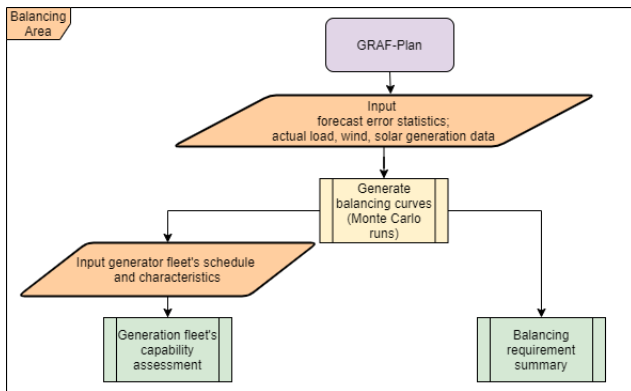 Balancing
Area
GRAF-Plan
Input
forecast error statistics;
actual load, wind, solar generation data
Generate
balancing curves
(Monte Carlo
runs)
Input generator fleet's schedule
and characteristics
Generation fleet's
capability
assessment
Balancing
requirement
summary